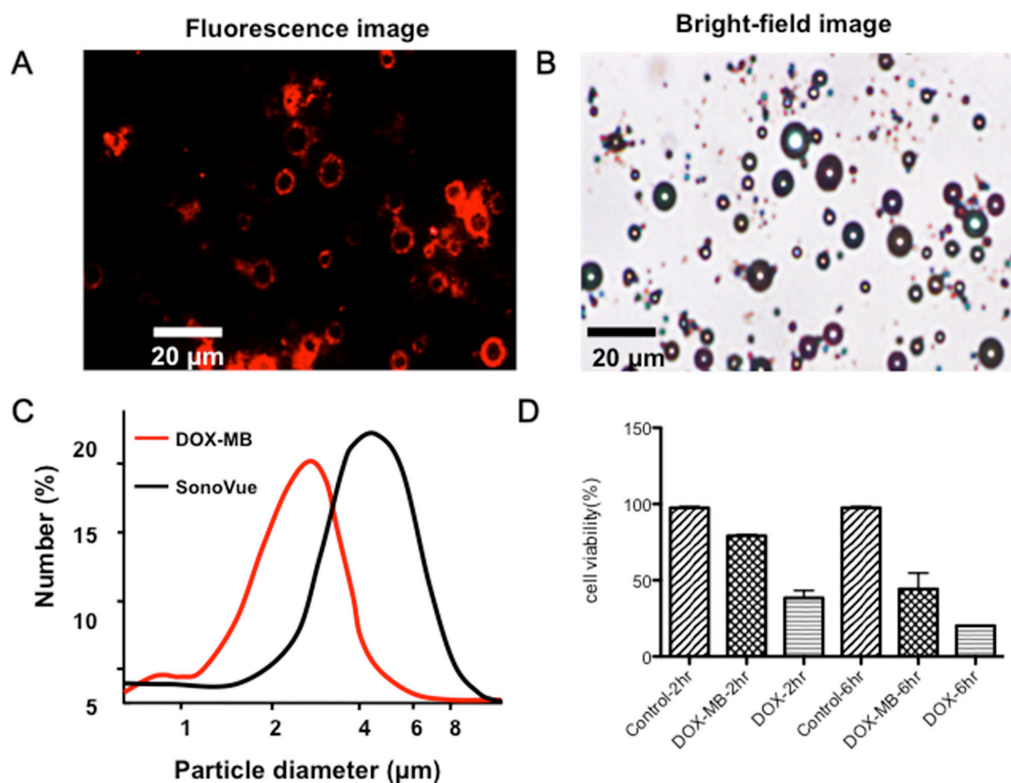 Fluorescence image
Bright-field image
A
B
20 µm
20 µm
C
D
DOX-MB
SonoVue
Number (%)
20
15
10
5
1
2
4
6
8
Particle diameter (µm)
cell viability(%)
150
100
50
0
Control-2hr
DOX-MB-2hr
DOX-2hr
Control-6hr
DOX-MB-6hr
DOX-6hr